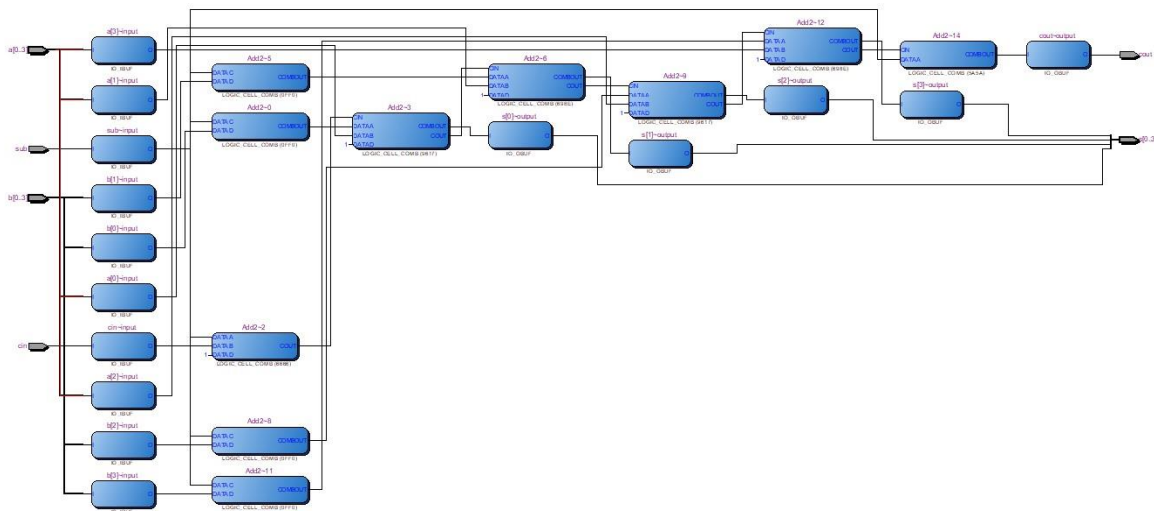 a[0..3]
sub
b[0..3]
cin
a[3]~input
I O
IO_IBUF
a[1]~input
I O
IO_IBUF
sub~input
I O
IO_IBUF
b[1]~input
I O
IO_IBUF
b[0]~input
I O
IO_IBUF
a[0]~input
I O
IO_IBUF
cin~input
I O
IO_IBUF
a[2]~input
I O
IO_IBUF
b[2]~input
I O
IO_IBUF
b[3]~input
I O
IO_IBUF
Add2~5
DATAC COMBOUT
DATAD
LOGIC_CELL_COMB (0FF0)
Add2~0
DATAC COMBOUT
DATAD
LOGIC_CELL_COMB (0FF0)
Add2~2
DATAA
DATAB COUT
1 DATAD
Add2~8
DATAC COMBOUT
DATAD
LOGIC_CELL_COMB (0FF0)
Add2~11
DATAC COMBOUT
DATAD
LOGIC_CELL_COMB (0FF0)
Add2~3
CIN
DATAA COMBOUT
DATAB COUT
1 DATAD
LOGIC_CELL_COMB (9617)
Add2~6
CIN
DATAA COMBOUT
DATAB COUT
1 DATAD
s[0]~output
I O
IO_OBUF
Add2~9
CIN
DATAA COMBOUT
DATAB COUT
1 DATAD
LOGIC_CELL_COMB (9617)
s[1]~output
I O
IO_OBUF
Add2~12
CIN
DATAA COMBOUT
DATAB COUT
1 DATAD
s[2]~output
I O
IO_OBUF
Add2~14
CIN COMBOUT
DATAA
LOGIC_CELL_COMB (5A5A)
s[3]~output
I O
IO_OBUF
cout~output
I O
IO_OBUF
cout